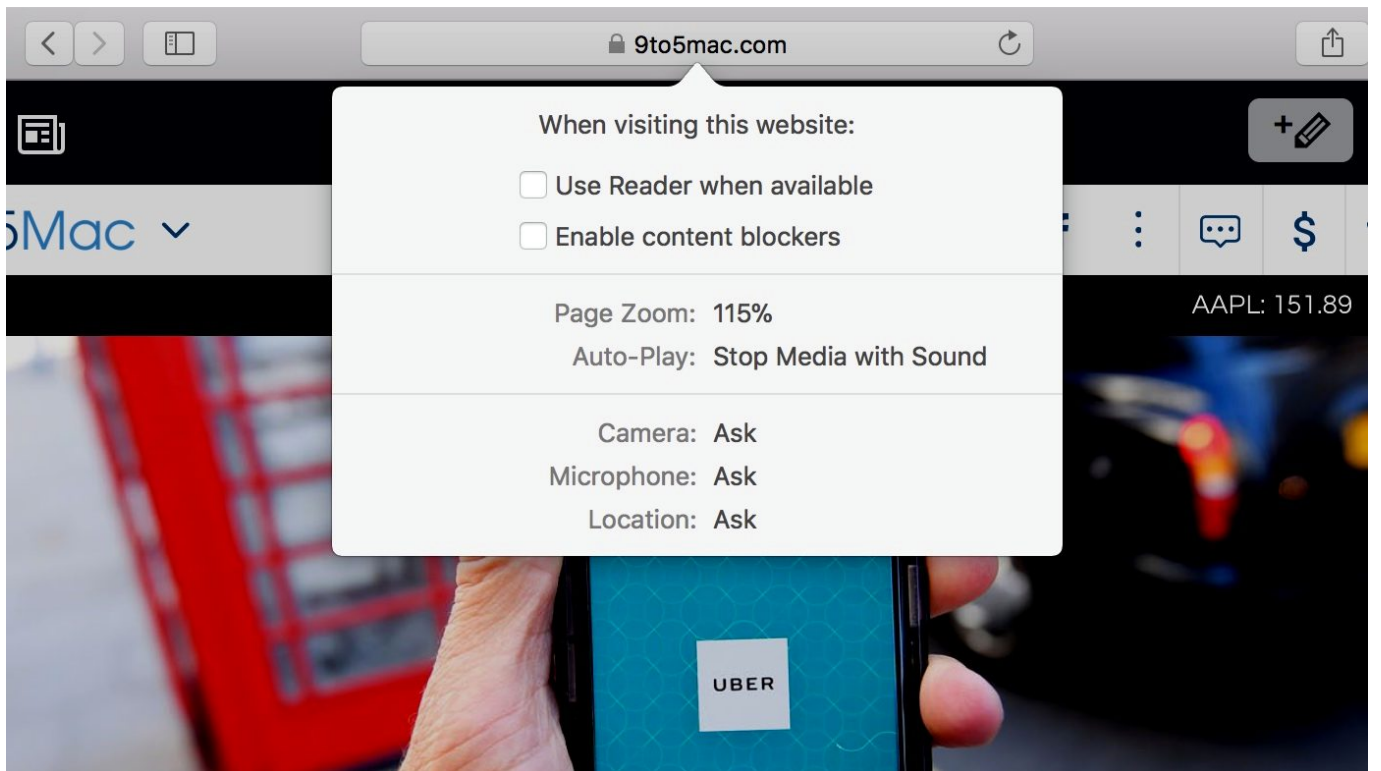 9to5mac.com
When visiting this website:
Use Reader when available
Enable content blockers
5Mac
$
AAPL: 151.89
Page Zoom: 115%
Auto-Play: Stop Media with Sound
Camera: Ask
Microphone: Ask
Location: Ask
UBER